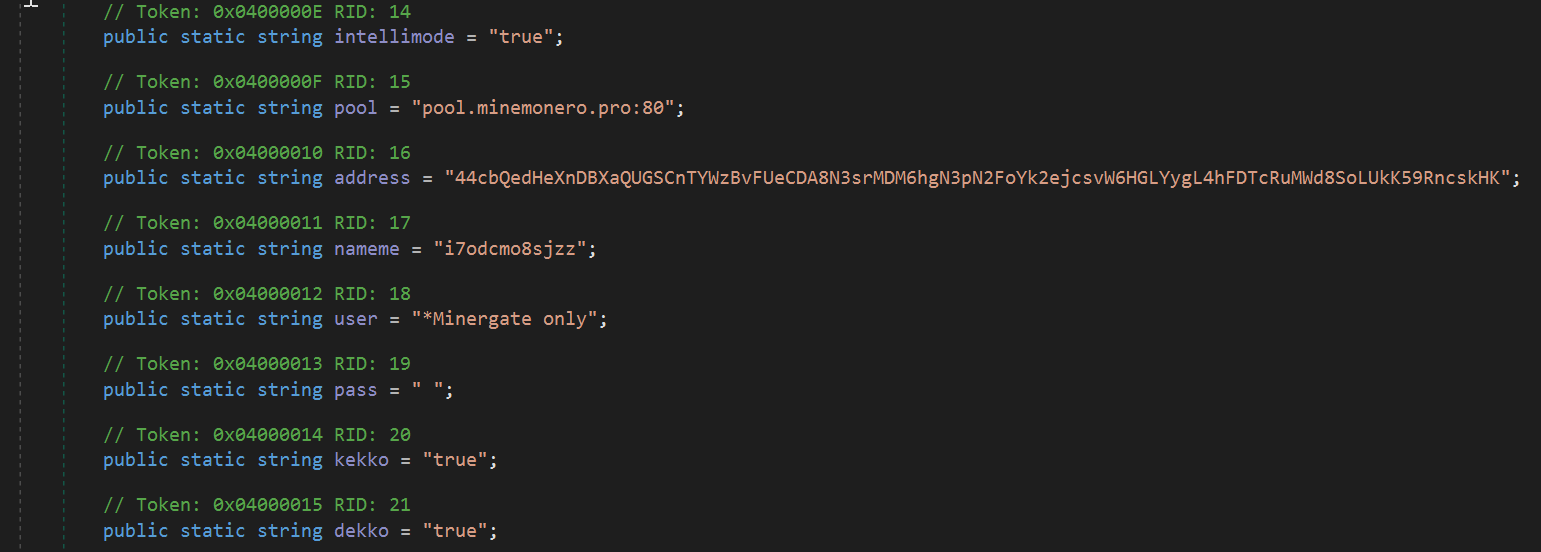 // Token: 0x0400000E RID: 14
public static string intellimode = "true";
// Token: 0x0400000F RID: 15
public static string pool = "pool.minemonero.pro:80";
// Token: 0x04000010 RID: 16
public static string address = "44cbQedHeXnDBXaQUGSCnTYWzBvFUeCDA8N3srMDM6hgN3pN2FoYk2ejcsvW6HGLYygL4hFDTcRuMWd8SoLUkK59RncskHK";
// Token: 0x04000011 RID: 17
public static string nameme = "i7odcmo8sjzz";
// Token: 0x04000012 RID: 18
public static string user = "*Minergate only";
// Token: 0x04000013 RID: 19
public static string pass = " ";
// Token: 0x04000014 RID: 20
public static string kekko = "true";
// Token: 0x04000015 RID: 21
public static string dekko = "true";